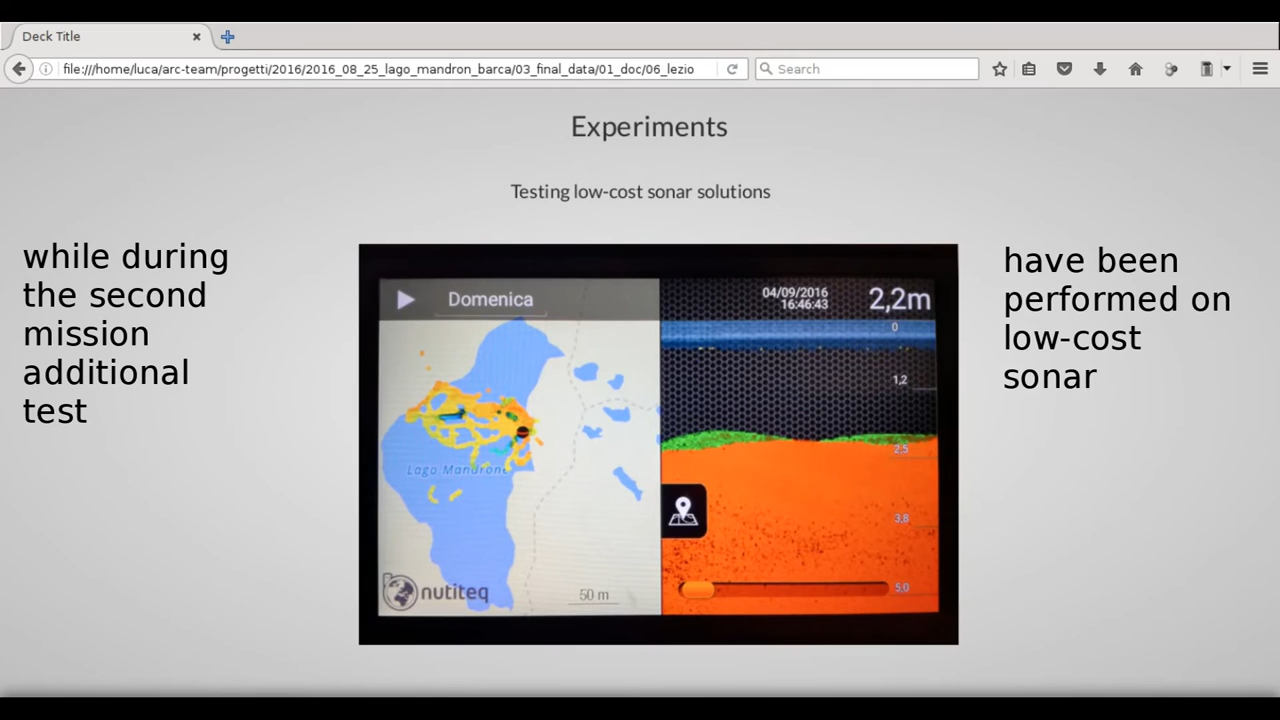 Deck Title
file:///home/luca/arc-team/progetti/2016/2016_08_25_lago_mandron_barca/03_final_data/01_doc/06_lezio
Search
Experiments
Testing low-cost sonar solutions
while during
the second
mission
additional
test
Domenica
04/09/2016
16:46:43
2,2m
0
1,2
2,5
3,8
5,0
Lago Mandrone
nutiteq
50 m
have been
performed on
low-cost
sonar